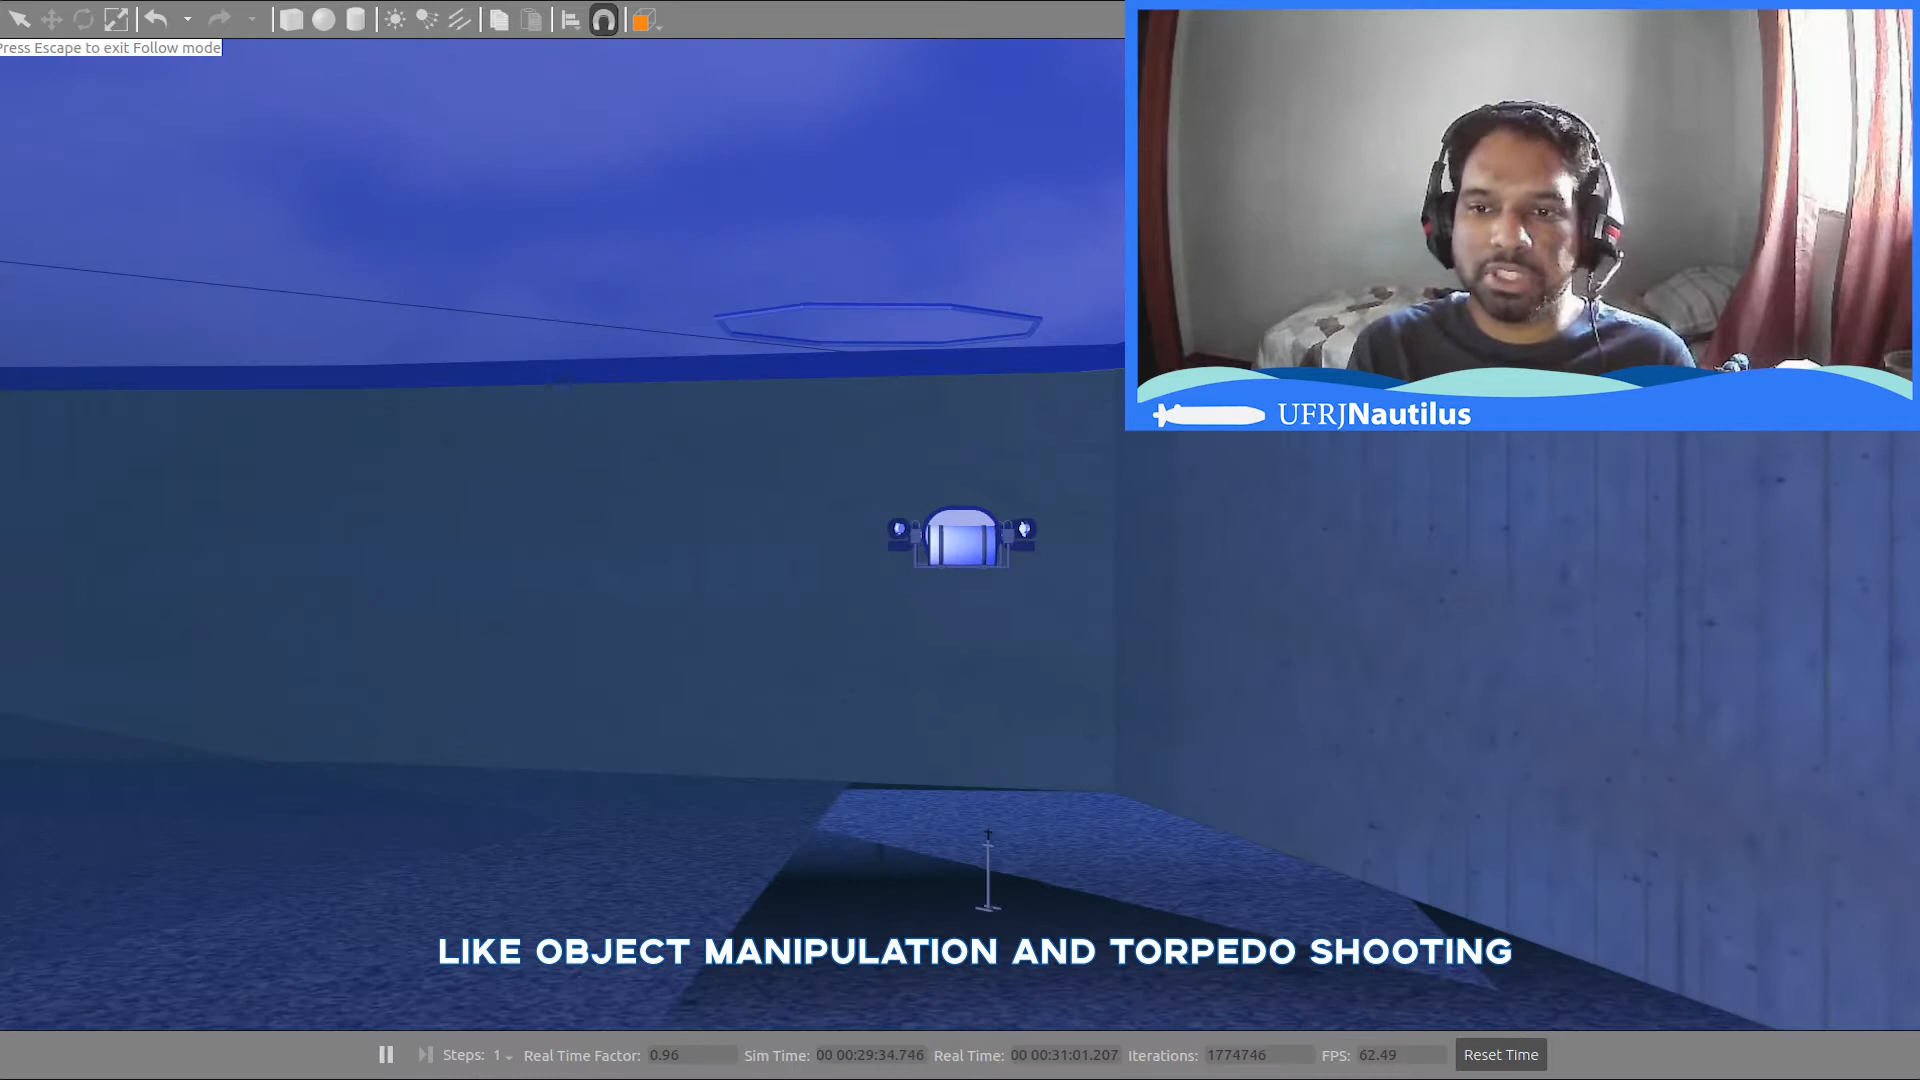 Press Escape to exit Follow mode
UFRJNautilus
LIKE OBJECT MANIPULATION AND TORPEDO SHOOTING
Steps: 1 Real Time Factor: 0.96 Sim Time: 00 00:29:34.746 Real Time: 00 00:31:01.207 Iterations: 1774746 FPS: 62.49 Reset Time